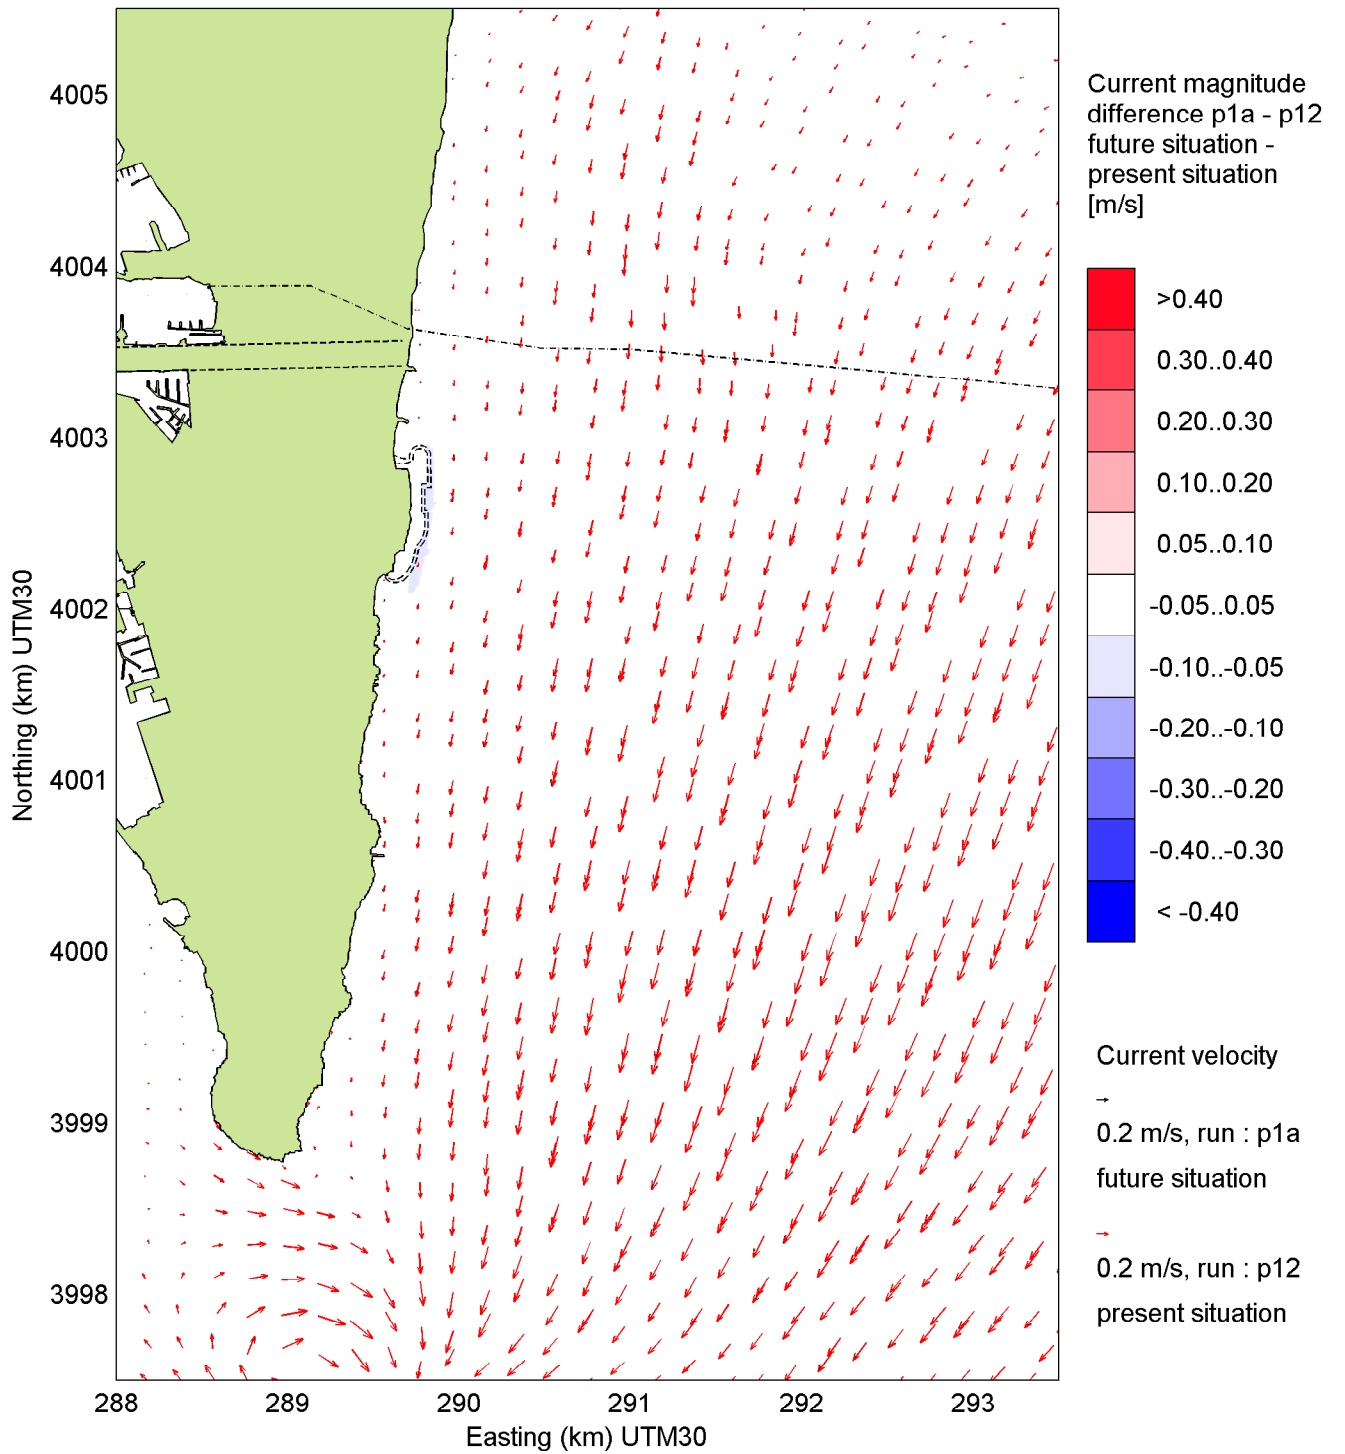 4005
4004
4003
4002
4001
4000
3999
3998
Northing (km) UTM30
288
289
290
291
292
293
Easting (km) UTM30
Current magnitude
difference p1a - p12
future situation -
present situation
[m/s]
>0.40
0.30..0.40
0.20..0.30
0.10..0.20
0.05..0.10
-0.05..0.05
-0.10..-0.05
-0.20..-0.10
-0.30..-0.20
-0.40..-0.30
< -0.40
Current velocity
0.2 m/s, run : p1a
future situation
0.2 m/s, run : p12
present situation